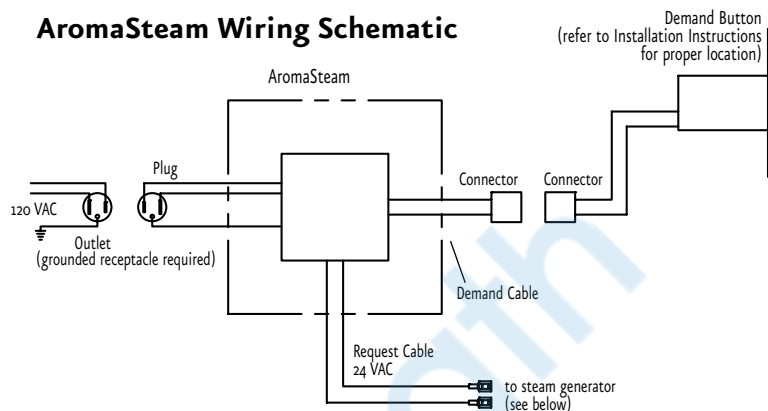 AromaSteam Wiring Schematic
Demand Button
(refer to Installation Instructions
for proper location)
AromaSteam
Plug
Connector
Connector
120 VAC
Outlet
(grounded receptacle required)
Demand Cable
Request Cable
24 VAC
to steam generator
(see below)